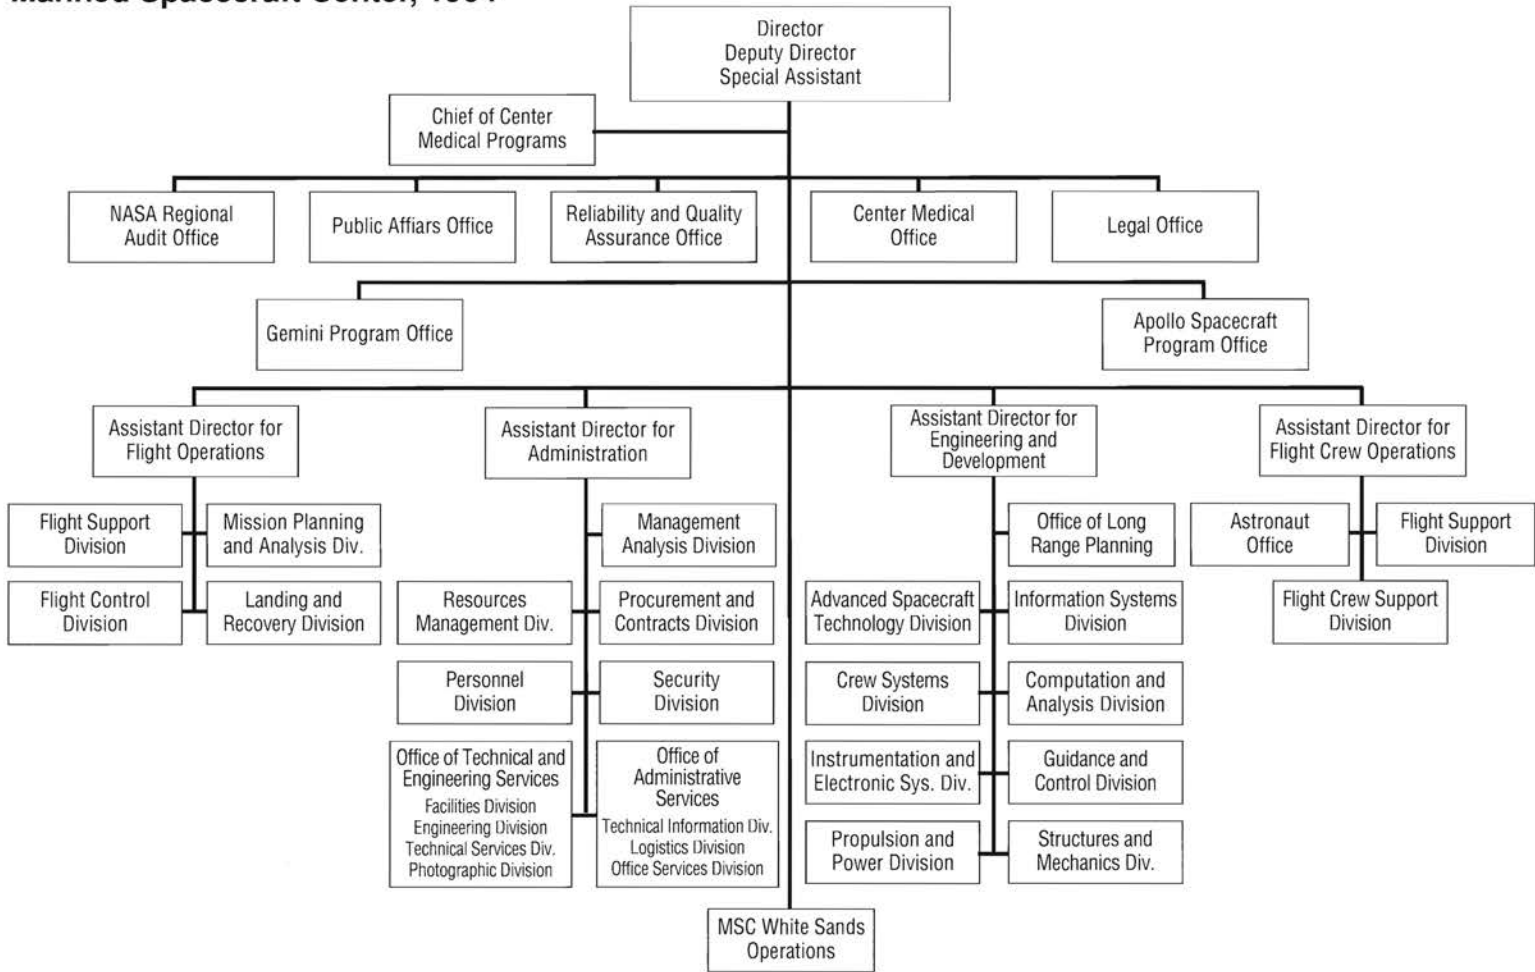 Manned Spacecraft Center,
Director
Deputy Director
Special Assistant
Chief of Center
Medical Programs
NASA Regional
Audit Office
Public Affiars Office
Reliability and Quality
Assurance Office
Center Medical
Office
Legal Office
Gemini Program Office
Apollo Spacecraft
Program Office
Assistant Director for
Flight Operations
Assistant Director for
Administration
Assistant Director for
Engineering and
Development
Assistant Director for
Flight Crew Operations
Flight Support
Division
Mission Planning
and Analysis Div.
Flight Control
Division
Landing and
Recovery Division
Management
Analysis Division
Resources
Management Div.
Procurement and
Contracts Division
Personnel
Division
Security
Division
Office of Technical and
Engineering Services
Facilities Division
Engineering Division
Technical Services Div.
Photographic Division
Office of
Administrative
Services
Technical Information Div.
Logistics Division
Office Services Division
Office of Long
Range Planning
Advanced Spacecraft
Technology Division
Information Systems
Division
Crew Systems
Division
Computation and
Analysis Division
Instrumentation and
Electronic Sys. Div.
Guidance and
Control Division
Propulsion and
Power Division
Structures and
Mechanics Div.
Astronaut
Office
Flight Support
Division
Flight Crew Support
Division
MSC White Sands
Operations